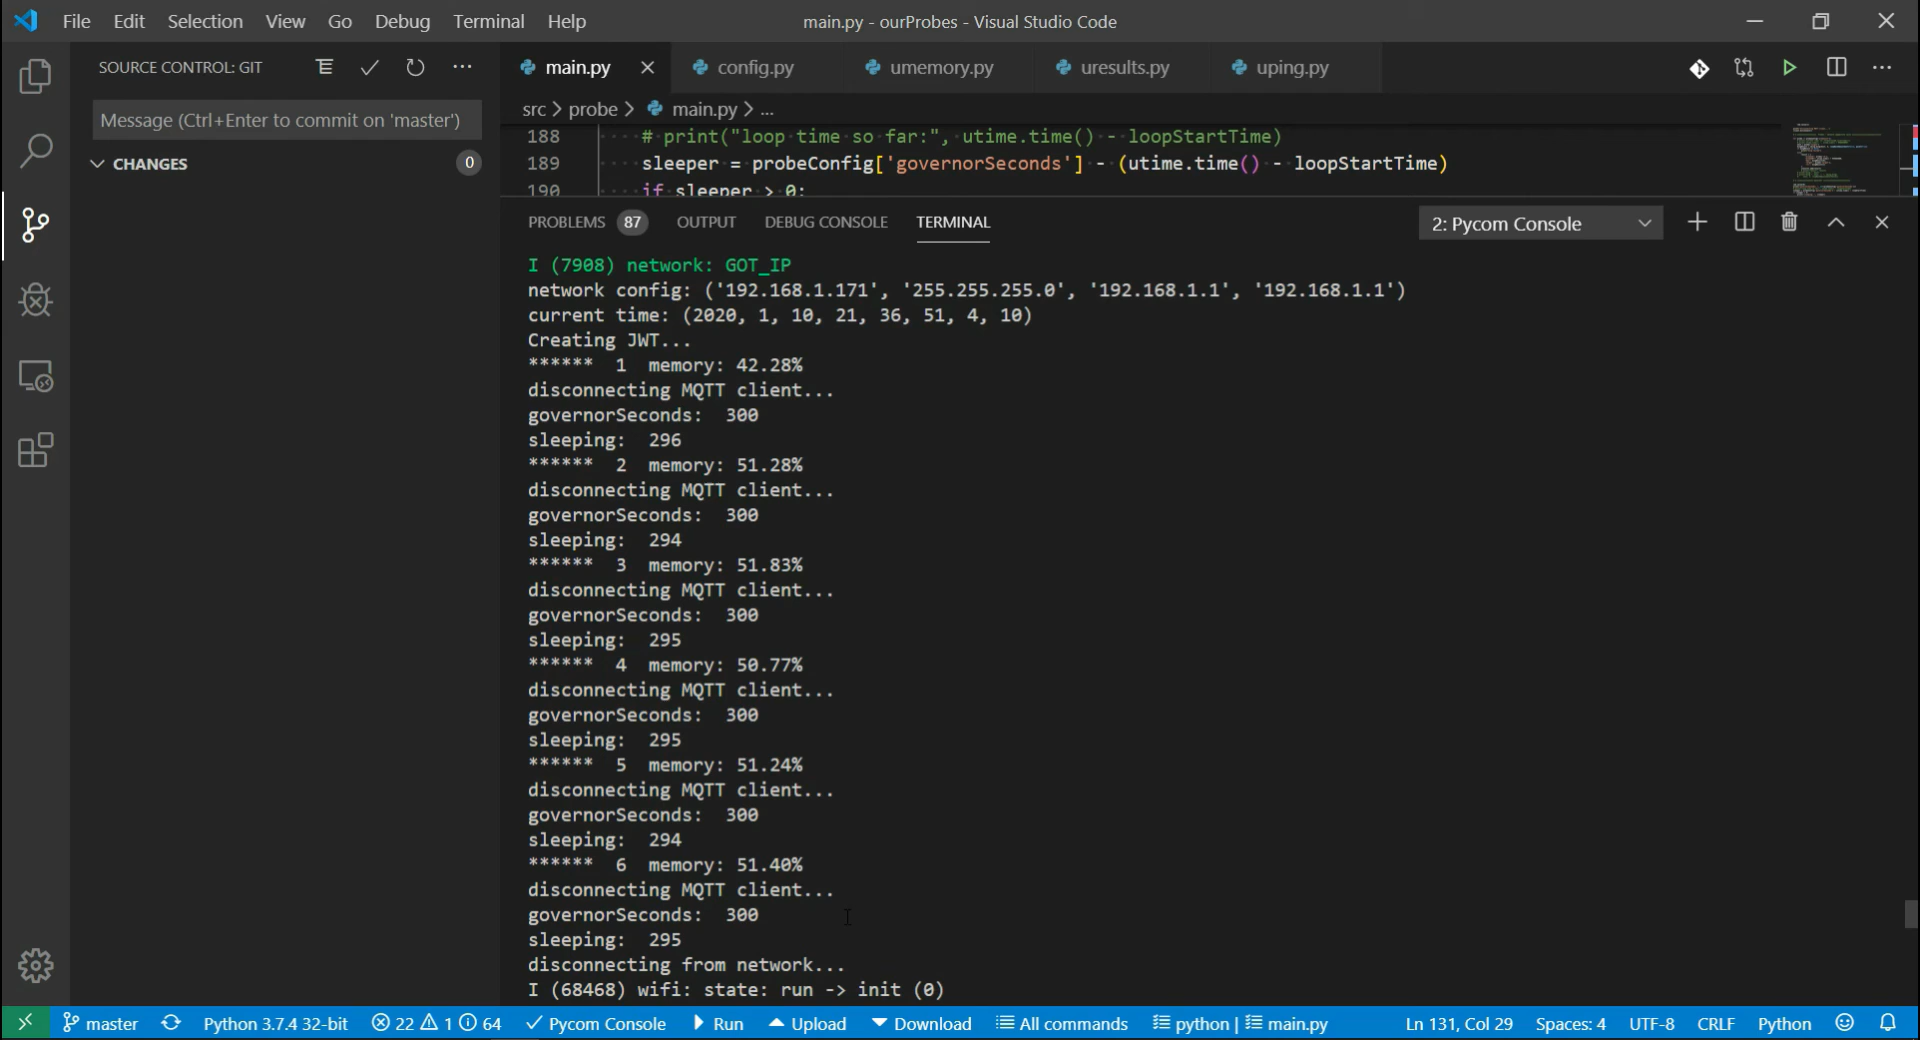 File Edit Selection View Go Debug Terminal Help
main.py - ourProbes - Visual Studio Code
SOURCE CONTROL: GIT
Message (Ctrl+Enter to commit on 'master')
CHANGES 0
main.py config.py umemory.py uresults.py uping.py
src > probe > main.py > ...
188 # print("loop time so far:", utime.time() - loopStartTime)
189 sleeper = probeConfig['governorSeconds'] - (utime.time() - loopStartTime)
190 if sleeper > 0:
PROBLEMS 87 OUTPUT DEBUG CONSOLE TERMINAL 2: Pycom Console
I (7908) network: GOT_IP
network config: ('192.168.1.171', '255.255.255.0', '192.168.1.1', '192.168.1.1')
current time: (2020, 1, 10, 21, 36, 51, 4, 10)
Creating JWT...
****** 1 memory: 42.28%
disconnecting MQTT client...
governorSeconds: 300
sleeping: 296
****** 2 memory: 51.28%
disconnecting MQTT client...
governorSeconds: 300
sleeping: 294
****** 3 memory: 51.83%
disconnecting MQTT client...
governorSeconds: 300
sleeping: 295
****** 4 memory: 50.77%
disconnecting MQTT client...
governorSeconds: 300
sleeping: 295
****** 5 memory: 51.24%
disconnecting MQTT client...
governorSeconds: 300
sleeping: 294
****** 6 memory: 51.40%
disconnecting MQTT client...
governorSeconds: 300
sleeping: 295
disconnecting from network...
I (68468) wifi: state: run -> init (0)
master Python 3.7.4 32-bit 22 1 64 Pycom Console Run Upload Download All commands python | main.py Ln 131, Col 29 Spaces: 4 UTF-8 CRLF Python